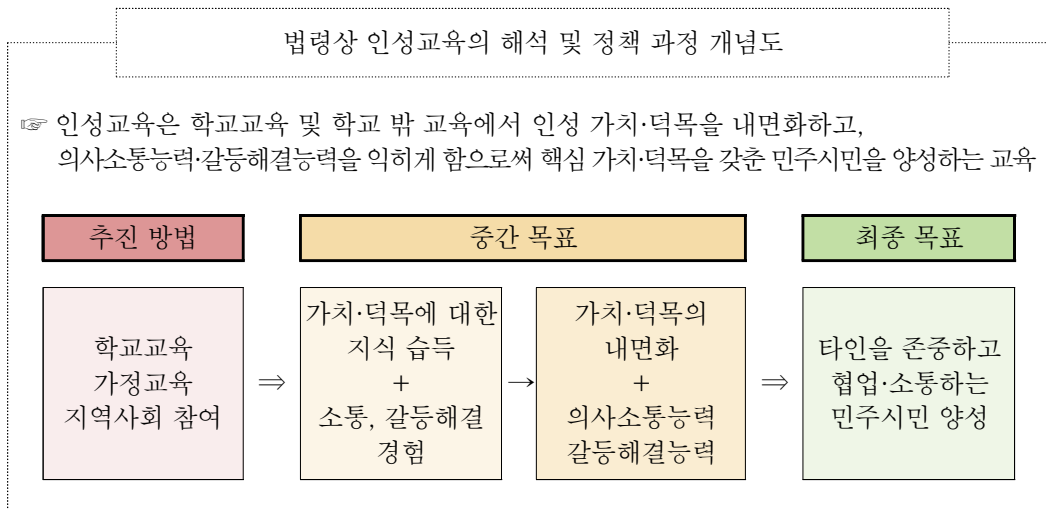 법령상 인성교육의 해석 및 정책 과정 개념도
☞ 인성교육은 학교교육 및 학교 밖 교육에서 인성 가치·덕목을 내면화하고,
의사소통능력·갈등해결능력을 익히게 함으로써 핵심 가치·덕목을 갖춘 민주시민을 양성하는 교육
추진 방법
중간 목표
최종 목표
학교교육
가정교육
지역사회 참여
⇒
가치·덕목에 대한
지식 습득
+
소통, 갈등해결
경험
→
가치·덕목의
내면화
+
의사소통능력
갈등해결능력
⇒
타인을 존중하고
협업·소통하는
민주시민 양성